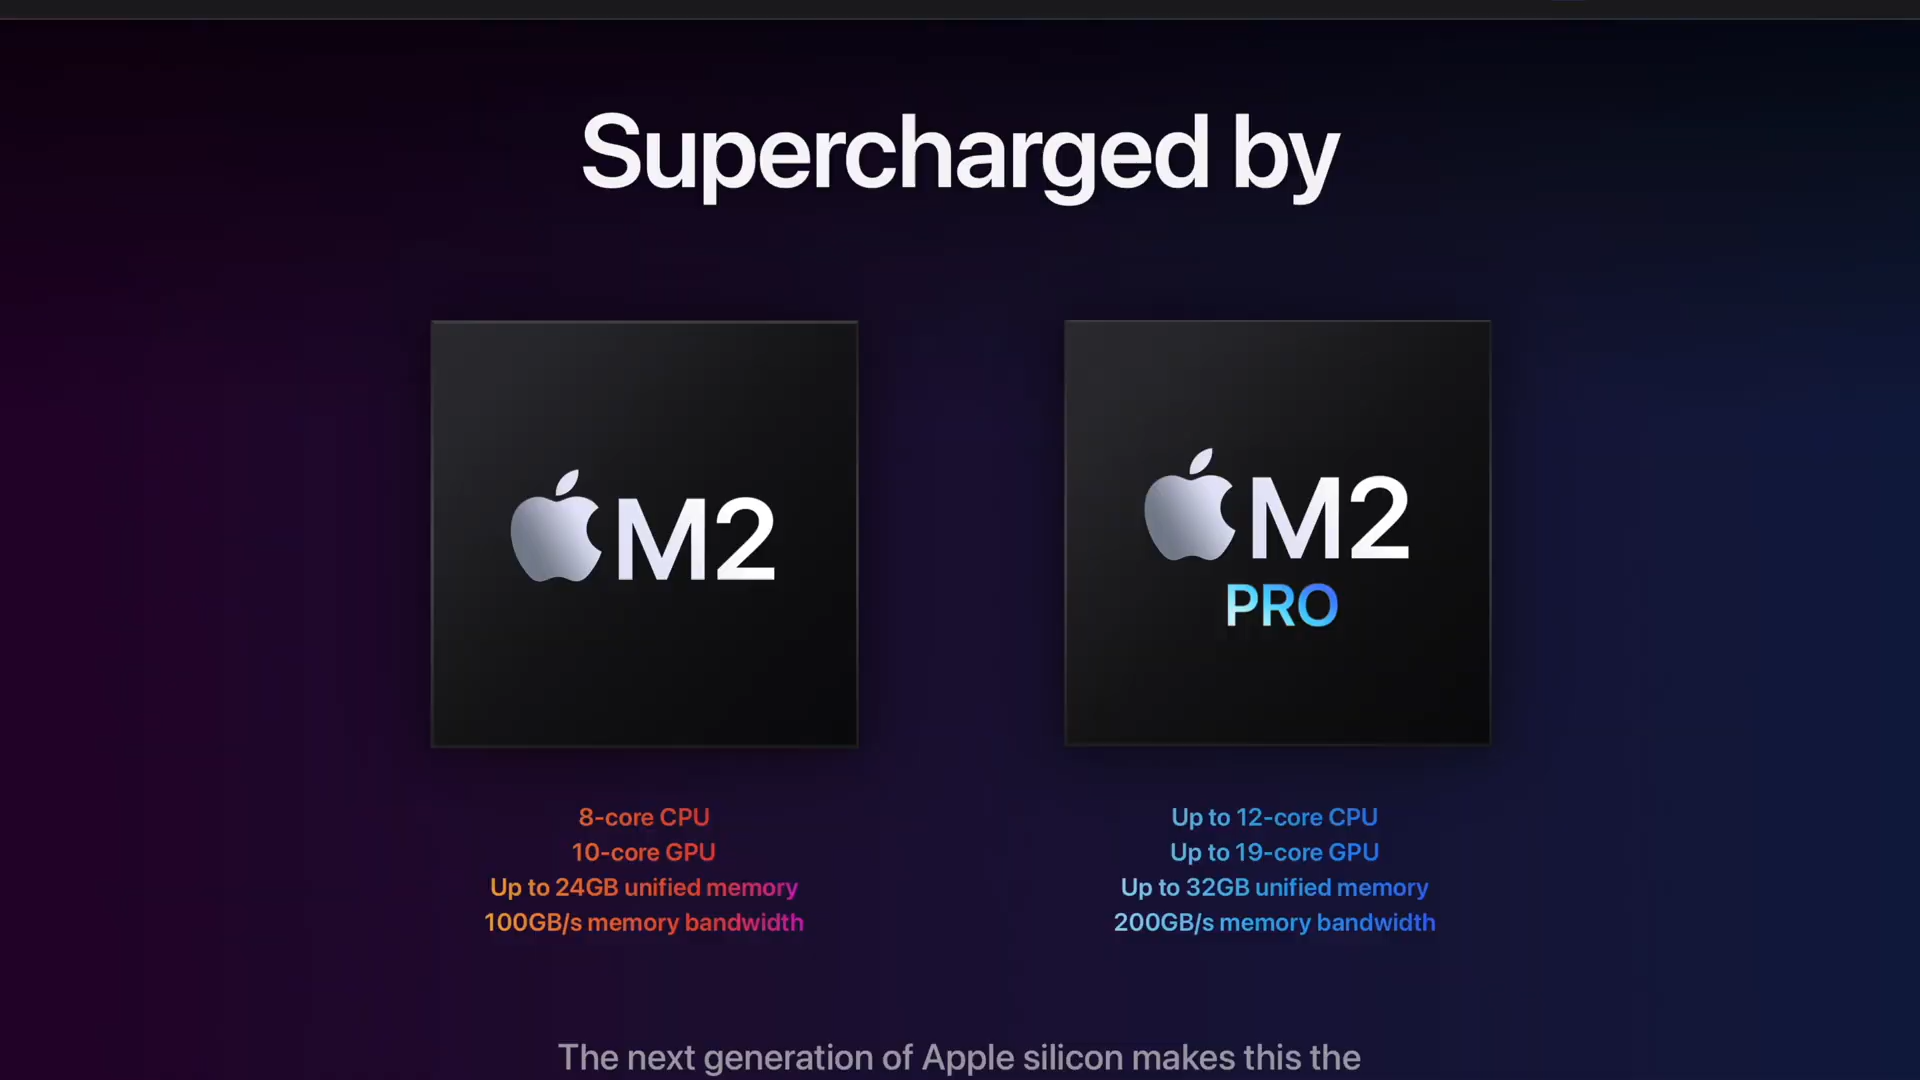 Supercharged by
M2
M2
PRO
8-core CPU
10-core GPU
Up to 24GB unified memory
100GB/s memory bandwidth
Up to 12-core CPU
Up to 19-core GPU
Up to 32GB unified memory
200GB/s memory bandwidth
The next generation of Apple silicon makes this the